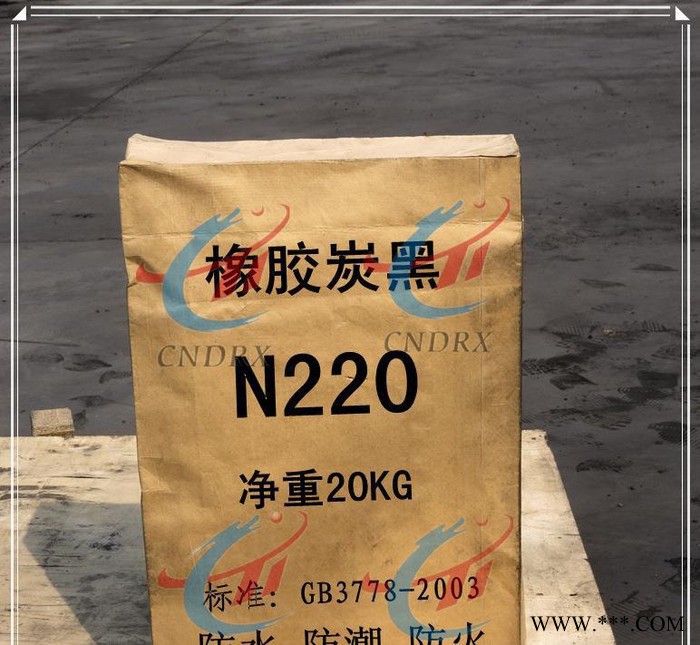 橡胶炭黑
CNDRX CNDRX
N220
净重20KG
标准: GB3778-2003
防水 防潮 防火
WWW.***.COM